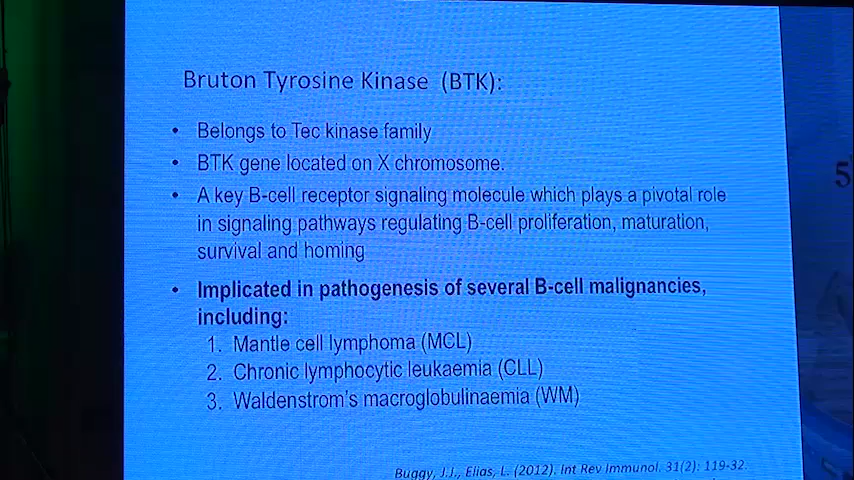 Bruton Tyrosine Kinase (BTK):
• Belongs to Tec kinase family
• BTK gene located on X chromosome.
• A key B-cell receptor signaling molecule which plays a pivotal role
in signaling pathways regulating B-cell proliferation, maturation,
survival and homing
• Implicated in pathogenesis of several B-cell malignancies,
including:
1. Mantle cell lymphoma (MCL)
2. Chronic lymphocytic leukaemia (CLL)
3. Waldenstrom's macroglobulinaemia (WM)
Buggy, J.J., Elias, L. (2012). Int Rev Immunol. 31(2): 119-32.
5